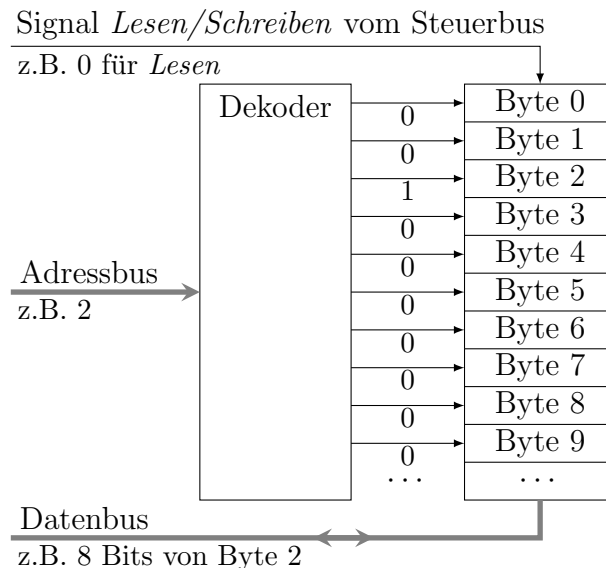 Signal Lesen/Schreiben vom Steuerbus
z.B. 0 für Lesen
Dekoder
Byte 0
0
Byte 1
0
Byte 2
1
Byte 3
0
Byte 4
0
Byte 5
0
Byte 6
0
Byte 7
0
Byte 8
0
Byte 9
0
...
...
Adressbus
z.B. 2
Datenbus
z.B. 8 Bits von Byte 2